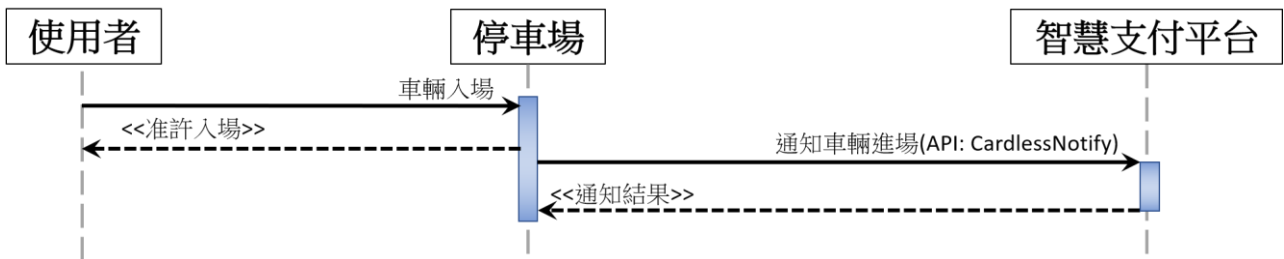 使用者
停車場
智慧支付平台
車輛入場
<<准許入場>>
通知車輛進場(API: CardlessNotify)
<<通知結果>>